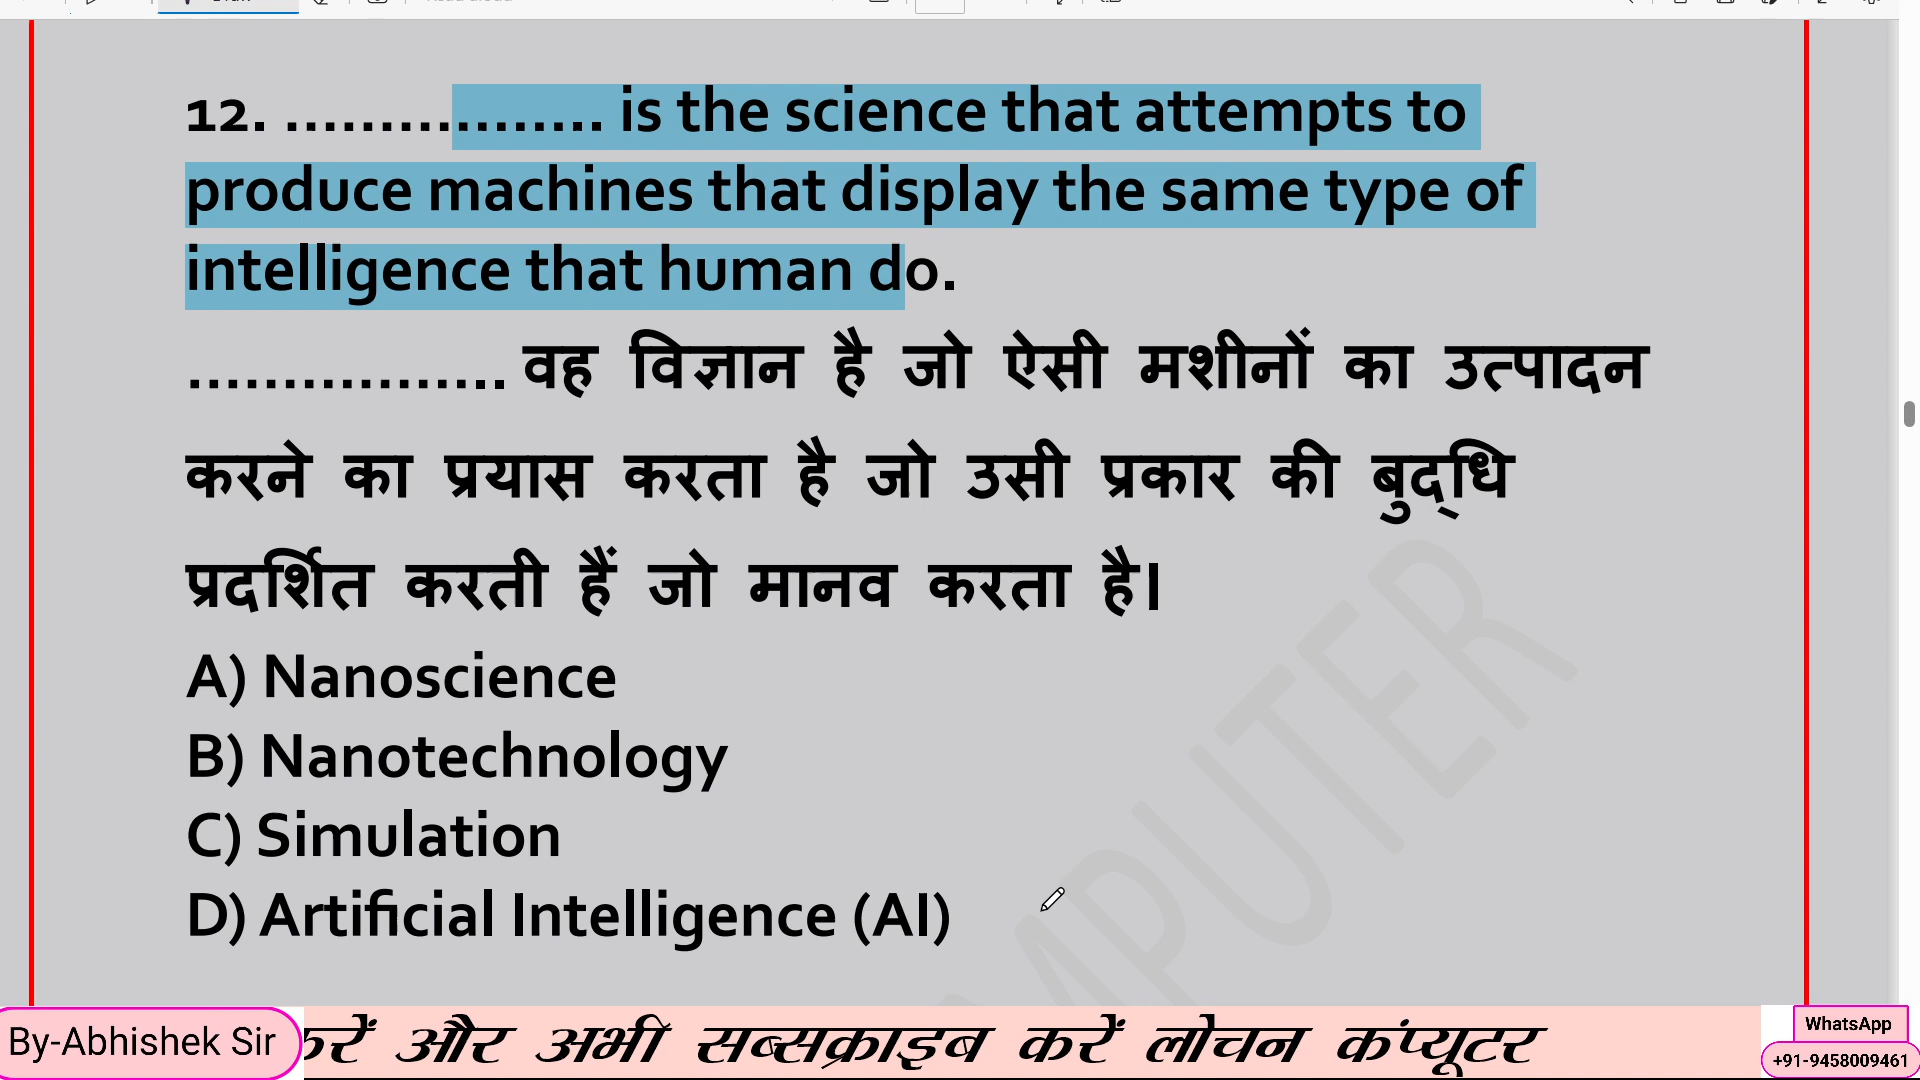 12. ................. is the science that attempts to
produce machines that display the same type of
intelligence that human do.
................. वह विज्ञान है जो ऐसी मशीनों का उत्पादन
करने का प्रयास करता है जो उसी प्रकार की बुद्धि
प्रदर्शित करती हैं जो मानव करता है।
A) Nanoscience
B) Nanotechnology
C) Simulation
D) Artificial Intelligence (AI)
MPUTER
By-Abhishek Sir
और अभी सब्सक्राइब करें लोचन कंप्यूटर
WhatsApp
+91-9458009461